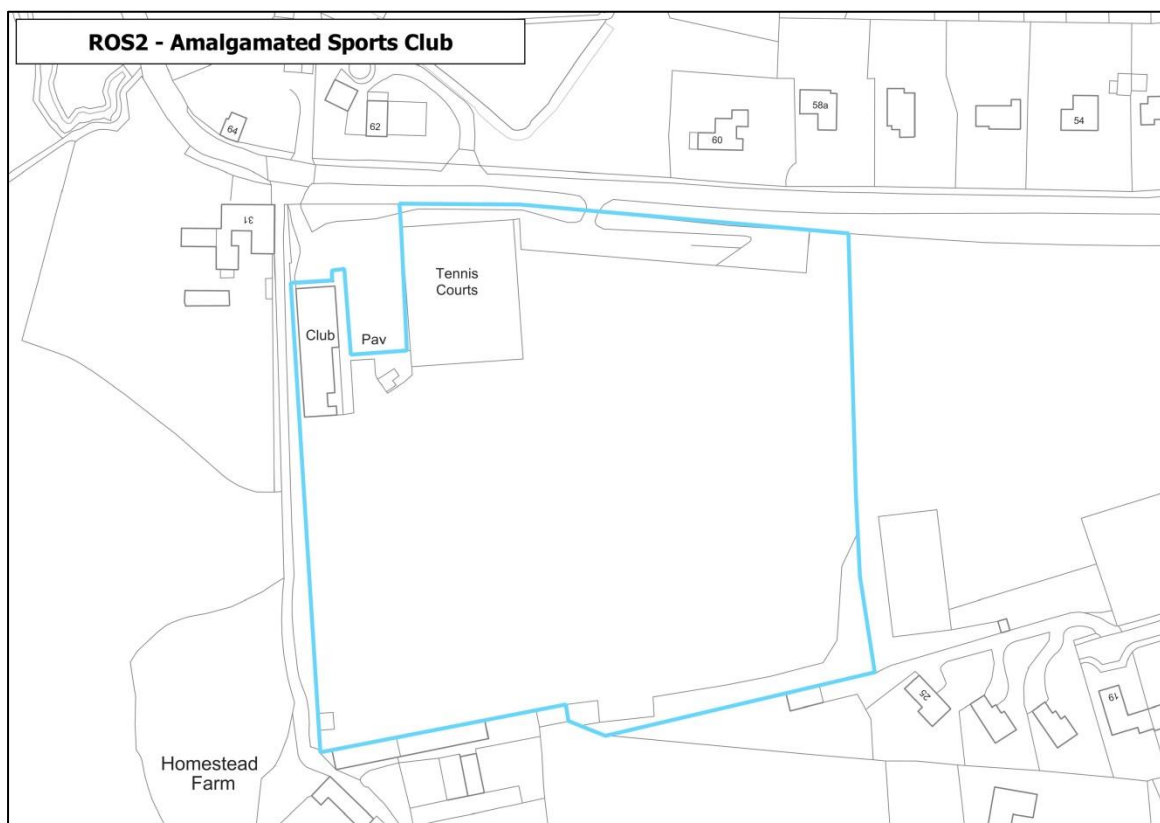 ROS2 - Amalgamated Sports Club
64
62
60
58a
54
31
Tennis
Courts
Club
Pav
25
19
Homestead
Farm